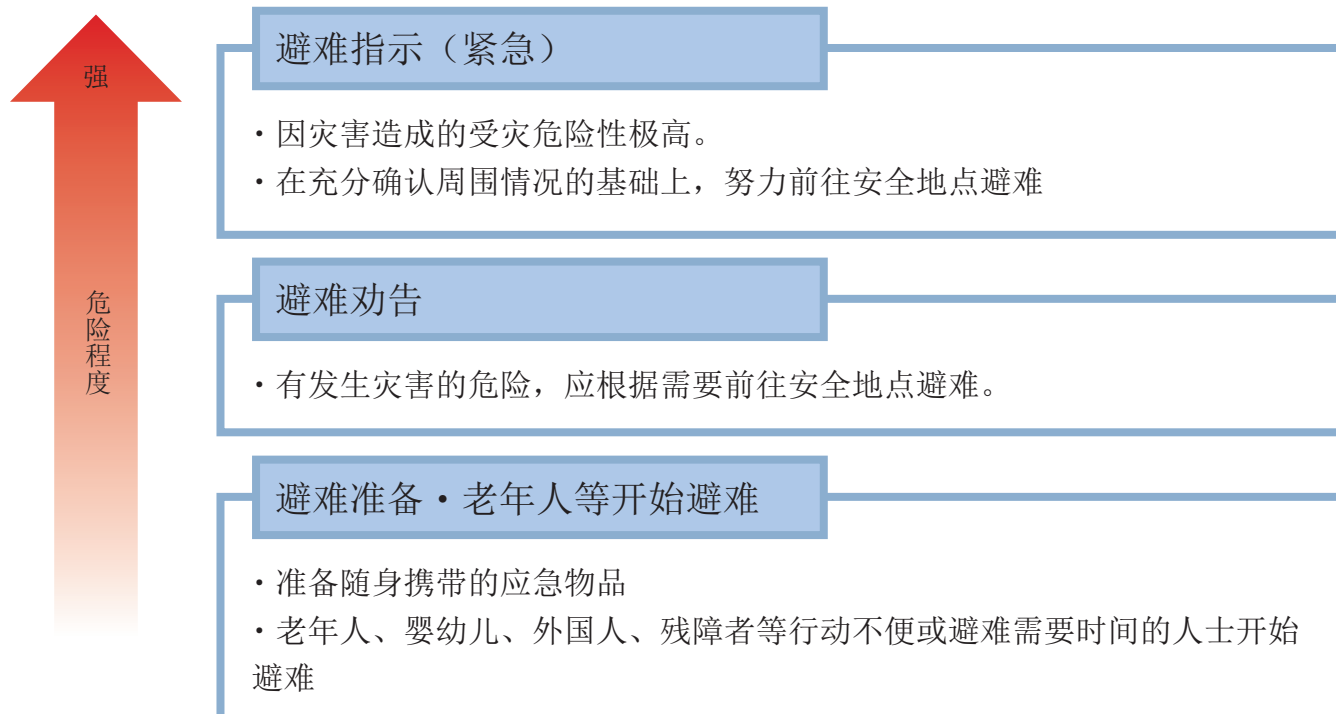 强
危险程度
避难指示（紧急）
・因灾害造成的受灾危险性极高。
・在充分确认周围情况的基础上，努力前往安全地点避难
避难劝告
・有发生灾害的危险，应根据需要前往安全地点避难。
避难准备・老年人等开始避难
・准备随身携带的应急物品
・老年人、婴幼儿、外国人、残障者等行动不便或避难需要时间的人士开始
避难